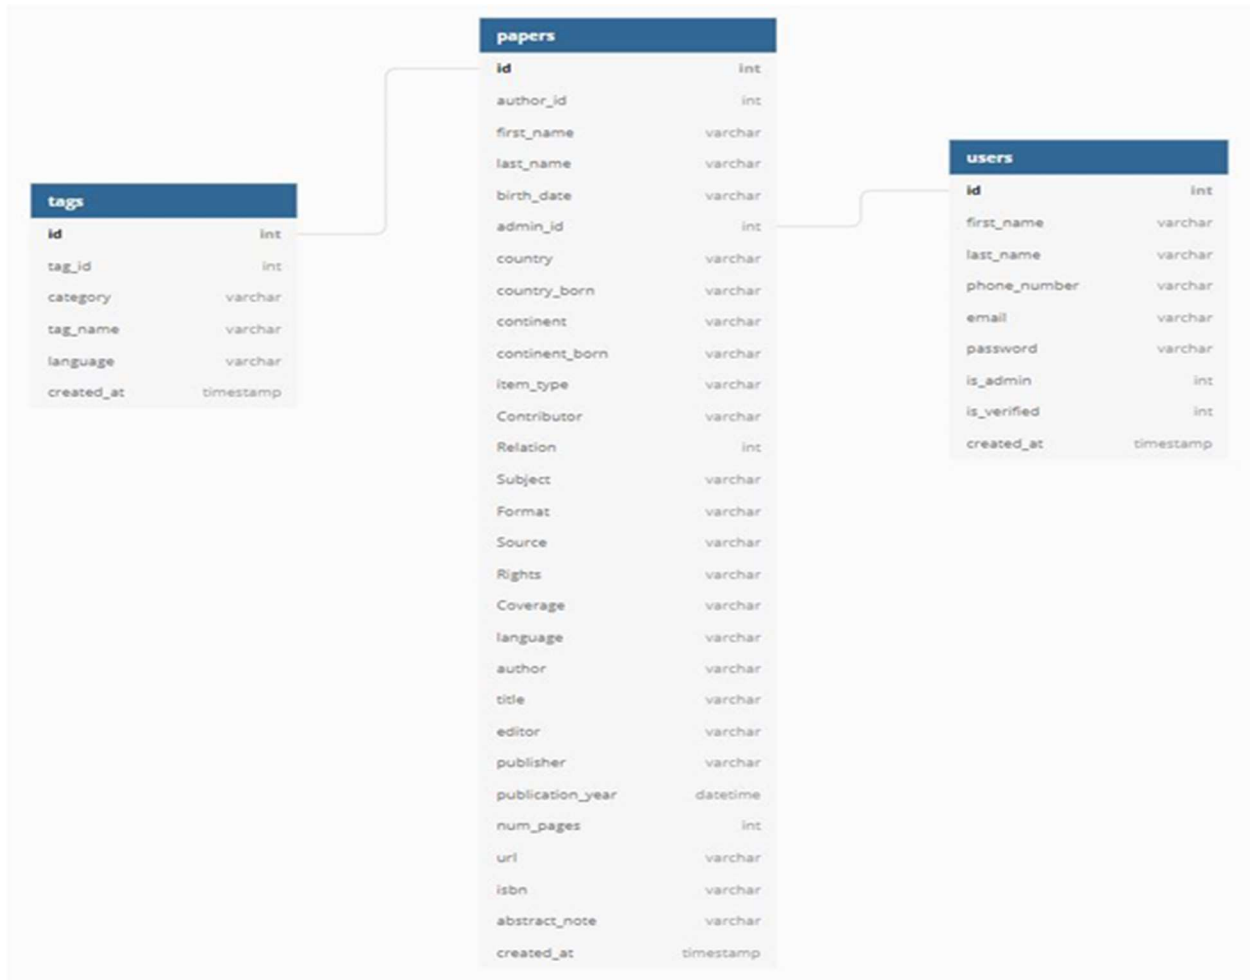 papers
id int
author_id int
first_name varchar
last_name varchar
birth_date varchar
admin_id int
country varchar
country_born varchar
continent varchar
continent_born varchar
item_type varchar
Contributor varchar
Relation int
Subject varchar
Format varchar
Source varchar
Rights varchar
Coverage varchar
language varchar
author varchar
title varchar
editor varchar
publisher varchar
publication_year datetime
num_pages int
url varchar
isbn varchar
abstract_note varchar
created_at timestamp
tags
id int
tag_id int
category varchar
tag_name varchar
language varchar
created_at timestamp
users
id int
first_name varchar
last_name varchar
phone_number varchar
email varchar
password varchar
is_admin int
is_verified int
created_at timestamp